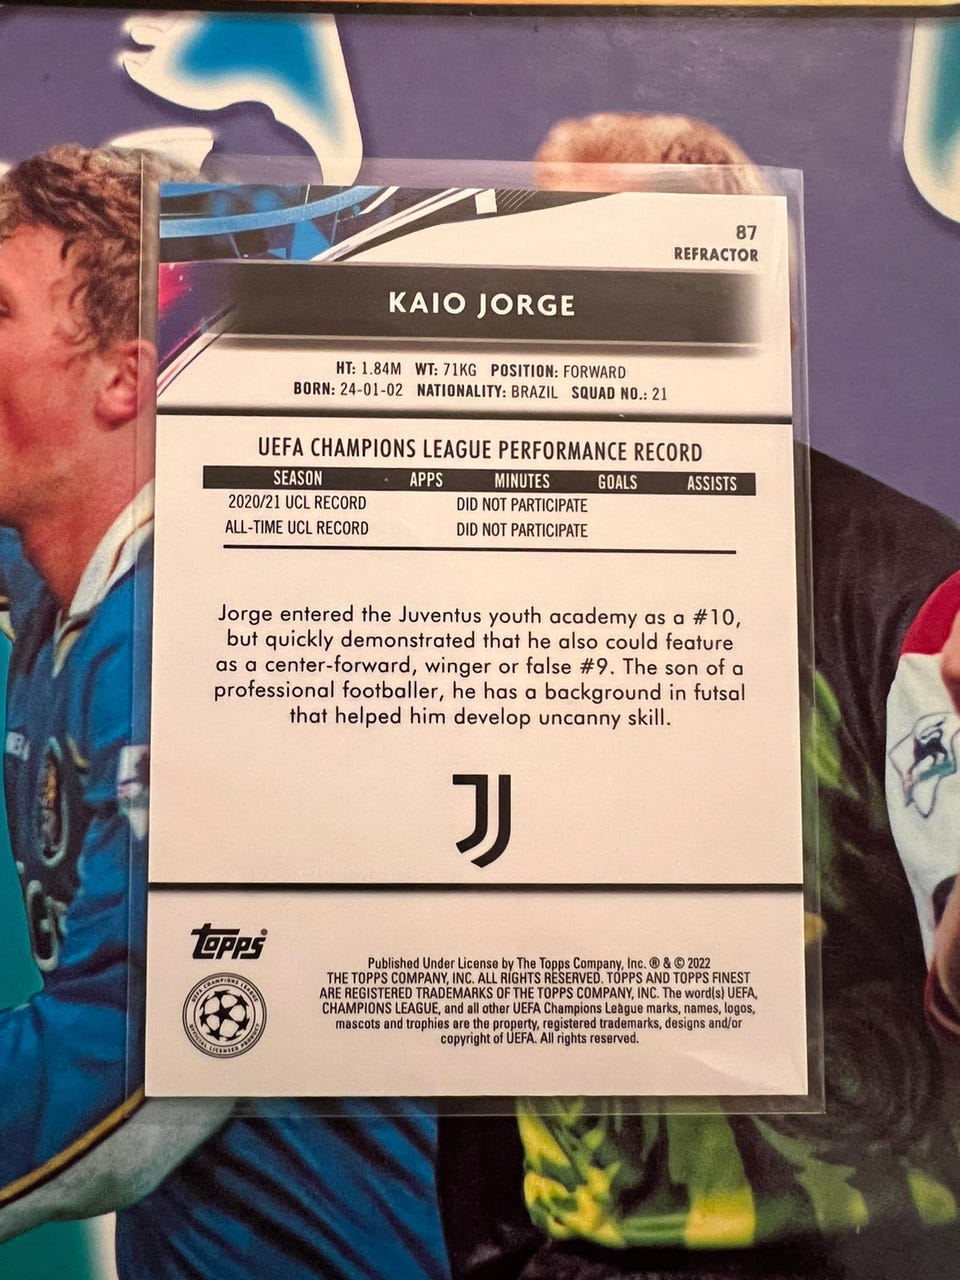 87
REFRACTOR
KAIO JORGE
HT: 1.84M WT: 71KG POSITION: FORWARD
BORN: 24-01-02 NATIONALITY: BRAZIL SQUAD NO.: 21
UEFA CHAMPIONS LEAGUE PERFORMANCE RECORD
SEASON APPS MINUTES GOALS ASSISTS
2020/21 UCL RECORD DID NOT PARTICIPATE
ALL-TIME UCL RECORD DID NOT PARTICIPATE
Jorge entered the Juventus youth academy as a #10,
but quickly demonstrated that he also could feature
as a center-forward, winger or false #9. The son of a
professional footballer, he has a background in futsal
that helped him develop uncanny skill.
Topps®
UEFA CHAMPIONS LEAGUE
OFFICIAL LICENSED PRODUCT
Published Under License by The Topps Company, Inc. ® & © 2022
THE TOPPS COMPANY, INC. ALL RIGHTS RESERVED. TOPPS AND TOPPS FINEST
ARE REGISTERED TRADEMARKS OF THE TOPPS COMPANY, INC. The word(s) UEFA,
CHAMPIONS LEAGUE, and all other UEFA Champions League marks, names, logos,
mascots and trophies are the property, registered trademarks, designs and/or
copyright of UEFA. All rights reserved.